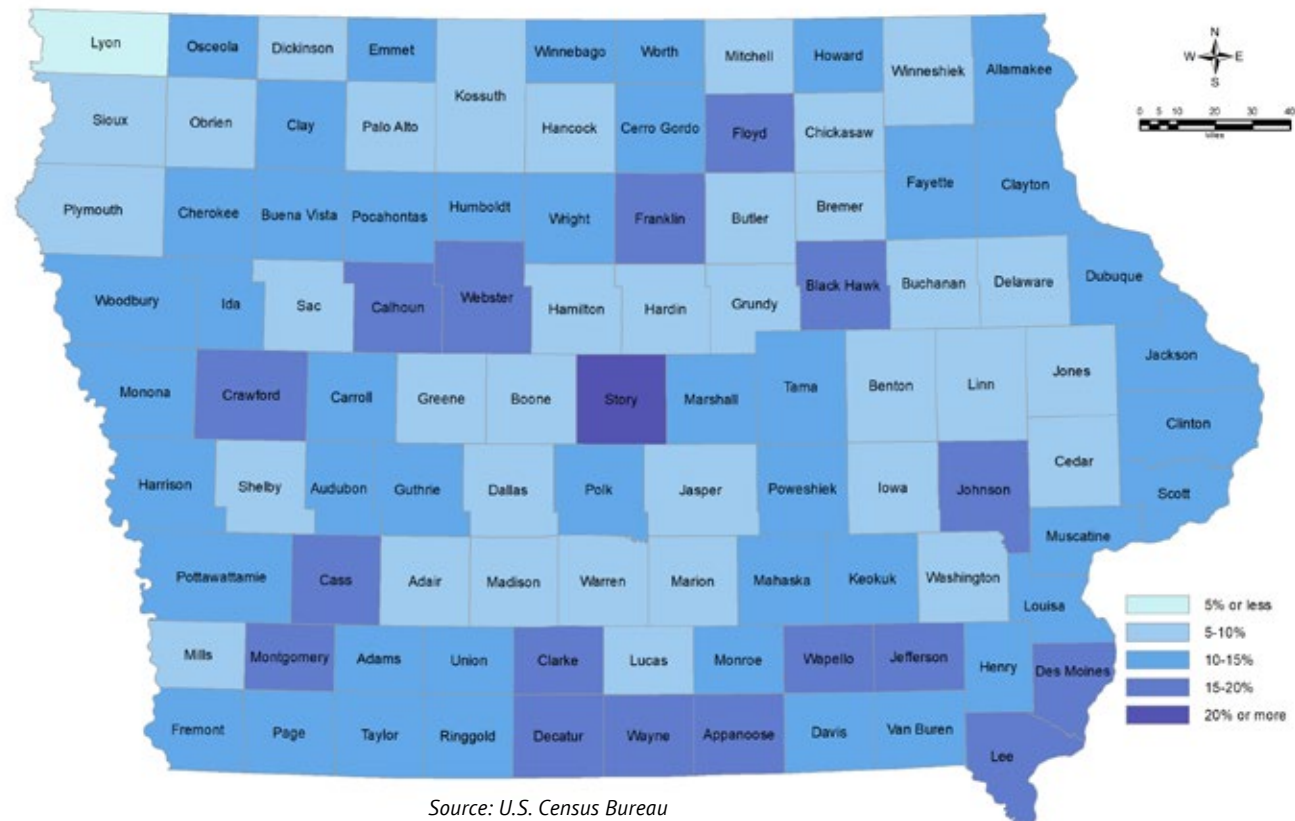 Lyon
Osceola
Dickinson
Emmet
Kossuth
Winnebago
Worth
Mitchell
Howard
Winneshiek
Allamakee
N
W E
S
0 5 10 20 30 40
Miles
Sioux
Obrien
Clay
Palo Alto
Hancock
Cerro Gordo
Floyd
Chickasaw
Fayette
Clayton
Plymouth
Cherokee
Buena Vista
Pocahontas
Humboldt
Wright
Franklin
Butler
Bremer
Woodbury
Ida
Sac
Calhoun
Webster
Hamilton
Hardin
Grundy
Black Hawk
Buchanan
Delaware
Dubuque
Monona
Crawford
Carroll
Greene
Boone
Story
Marshall
Tama
Benton
Linn
Jones
Jackson
Clinton
Harrison
Shelby
Audubon
Guthrie
Dallas
Polk
Jasper
Poweshiek
Iowa
Johnson
Cedar
Scott
Muscatine
Pottawattamie
Cass
Adair
Madison
Warren
Marion
Mahaska
Keokuk
Washington
Louisa
Mills
Montgomery
Adams
Union
Clarke
Lucas
Monroe
Wapello
Jefferson
Henry
Des Moines
Fremont
Page
Taylor
Ringgold
Decatur
Wayne
Appanoose
Davis
Van Buren
Lee
5% or less
5-10%
10-15%
15-20%
20% or more
Source: U.S. Census Bureau